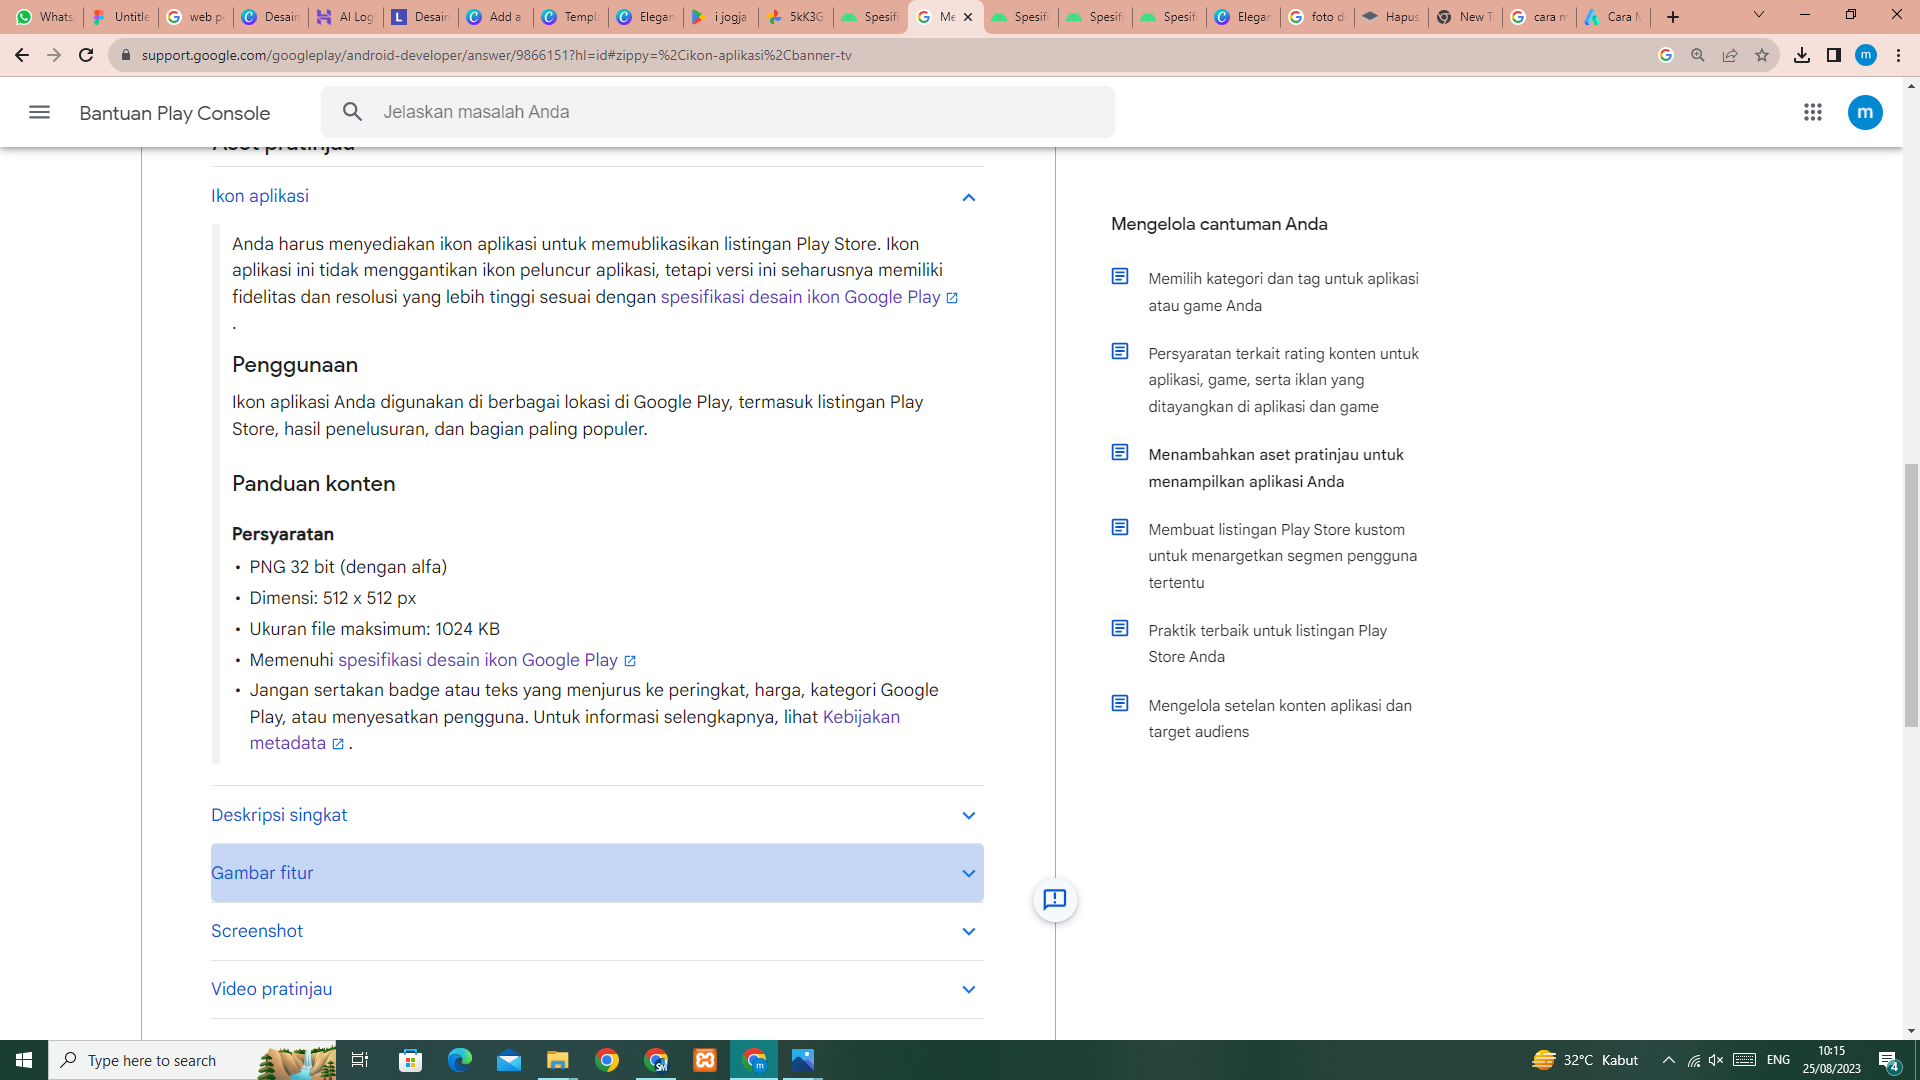 Whats
Untitle
web pe
Desain
AI Log
Desain
Add a
Templ
Elegan
i jogja
5kK3G
Spesifi
Me
Spesifi
Spesifi
Spesifi
Elegan
foto d
Hapus
New T
cara m
Cara M
support.google.com/googleplay/android-developer/answer/9866151?hl=id#zippy=%2Cikon-aplikasi%2Cbanner-tv
m
Bantuan Play Console
Jelaskan masalah Anda
m
Aset pratinjau
Ikon aplikasi
Anda harus menyediakan ikon aplikasi untuk memublikasikan listingan Play Store. Ikon
aplikasi ini tidak menggantikan ikon peluncur aplikasi, tetapi versi ini seharusnya memiliki
fidelitas dan resolusi yang lebih tinggi sesuai dengan spesifikasi desain ikon Google Play
.
Penggunaan
Ikon aplikasi Anda digunakan di berbagai lokasi di Google Play, termasuk listingan Play
Store, hasil penelusuran, dan bagian paling populer.
Panduan konten
Persyaratan
• PNG 32 bit (dengan alfa)
• Dimensi: 512 x 512 px
• Ukuran file maksimum: 1024 KB
• Memenuhi spesifikasi desain ikon Google Play
• Jangan sertakan badge atau teks yang menjurus ke peringkat, harga, kategori Google
Play, atau menyesatkan pengguna. Untuk informasi selengkapnya, lihat Kebijakan
metadata .
Deskripsi singkat
Gambar fitur
Screenshot
Video pratinjau
Mengelola cantuman Anda
Memilih kategori dan tag untuk aplikasi
atau game Anda
Persyaratan terkait rating konten untuk
aplikasi, game, serta iklan yang
ditayangkan di aplikasi dan game
Menambahkan aset pratinjau untuk
menampilkan aplikasi Anda
Membuat listingan Play Store kustom
untuk menargetkan segmen pengguna
tertentu
Praktik terbaik untuk listingan Play
Store Anda
Mengelola setelan konten aplikasi dan
target audiens
Type here to search
32°C Kabut
ENG
10:15
25/08/2023
4